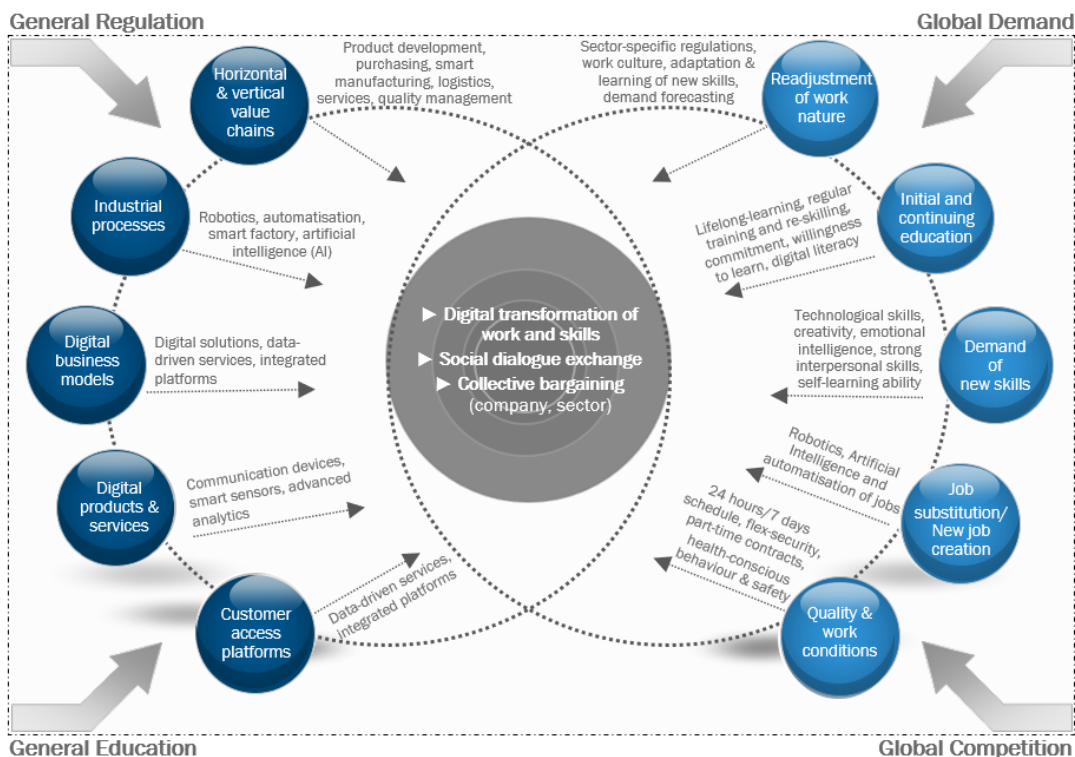 General Regulation
Global Demand
Horizontal
& vertical
value
chains
Product development,
purchasing, smart
manufacturing, logistics,
services, quality management
Sector-specific regulations,
work culture, adaptation &
learning of new skills,
demand forecasting
Readjustment
of work
nature
Industrial
processes
Robotics, automatisation,
smart factory, artificial
intelligence (AI)
Lifelong-learning, regular
training and re-skilling,
commitment, willingness
to learn, digital literacy
Initial and
continuing
education
Digital
business
models
Digital solutions, data-
driven services, integrated
platforms
► Digital transformation of
work and skills
► Social dialogue exchange
► Collective bargaining
(company, sector)
Technological skills,
creativity, emotional
intelligence, strong
interpersonal skills,
self-learning ability
Demand
of
new skills
Digital
products &
services
Communication devices,
smart sensors, advanced
analytics
Robotics, Artificial
Intelligence and
automatisation of jobs
Job
substitution/
New job
creation
Customer
access
platforms
Data-driven services,
integrated platforms
24 hours/7 days
schedule, flex-security,
part-time contracts,
health-conscious
behaviour & safety
Quality &
work
conditions
General Education
Global Competition